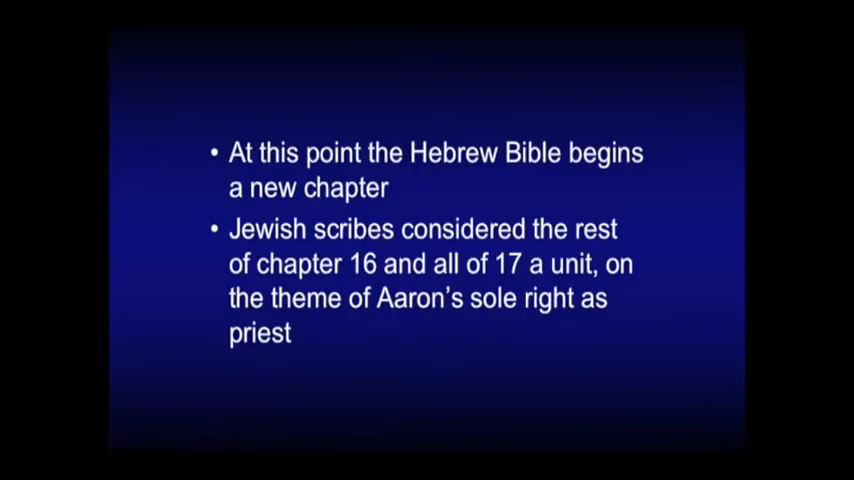 • At this point the Hebrew Bible begins
a new chapter
• Jewish scribes considered the rest
of chapter 16 and all of 17 a unit, on
the theme of Aaron's sole right as
priest